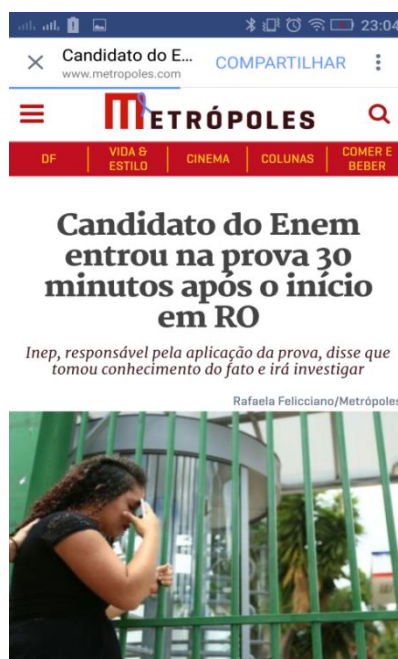 23:04
Candidato do E...
www.metropoles.com
COMPARTILHAR
METRÓPOLES
DF
VIDA &
ESTILO
CINEMA
COLUNAS
COMER E
BEBER
Candidato do Enem
entrou na prova 30
minutos após o início
em RO
Inep, responsável pela aplicação da prova, disse que
tomou conhecimento do fato e irá investigar
Rafaela Felicciano/Metrópoles